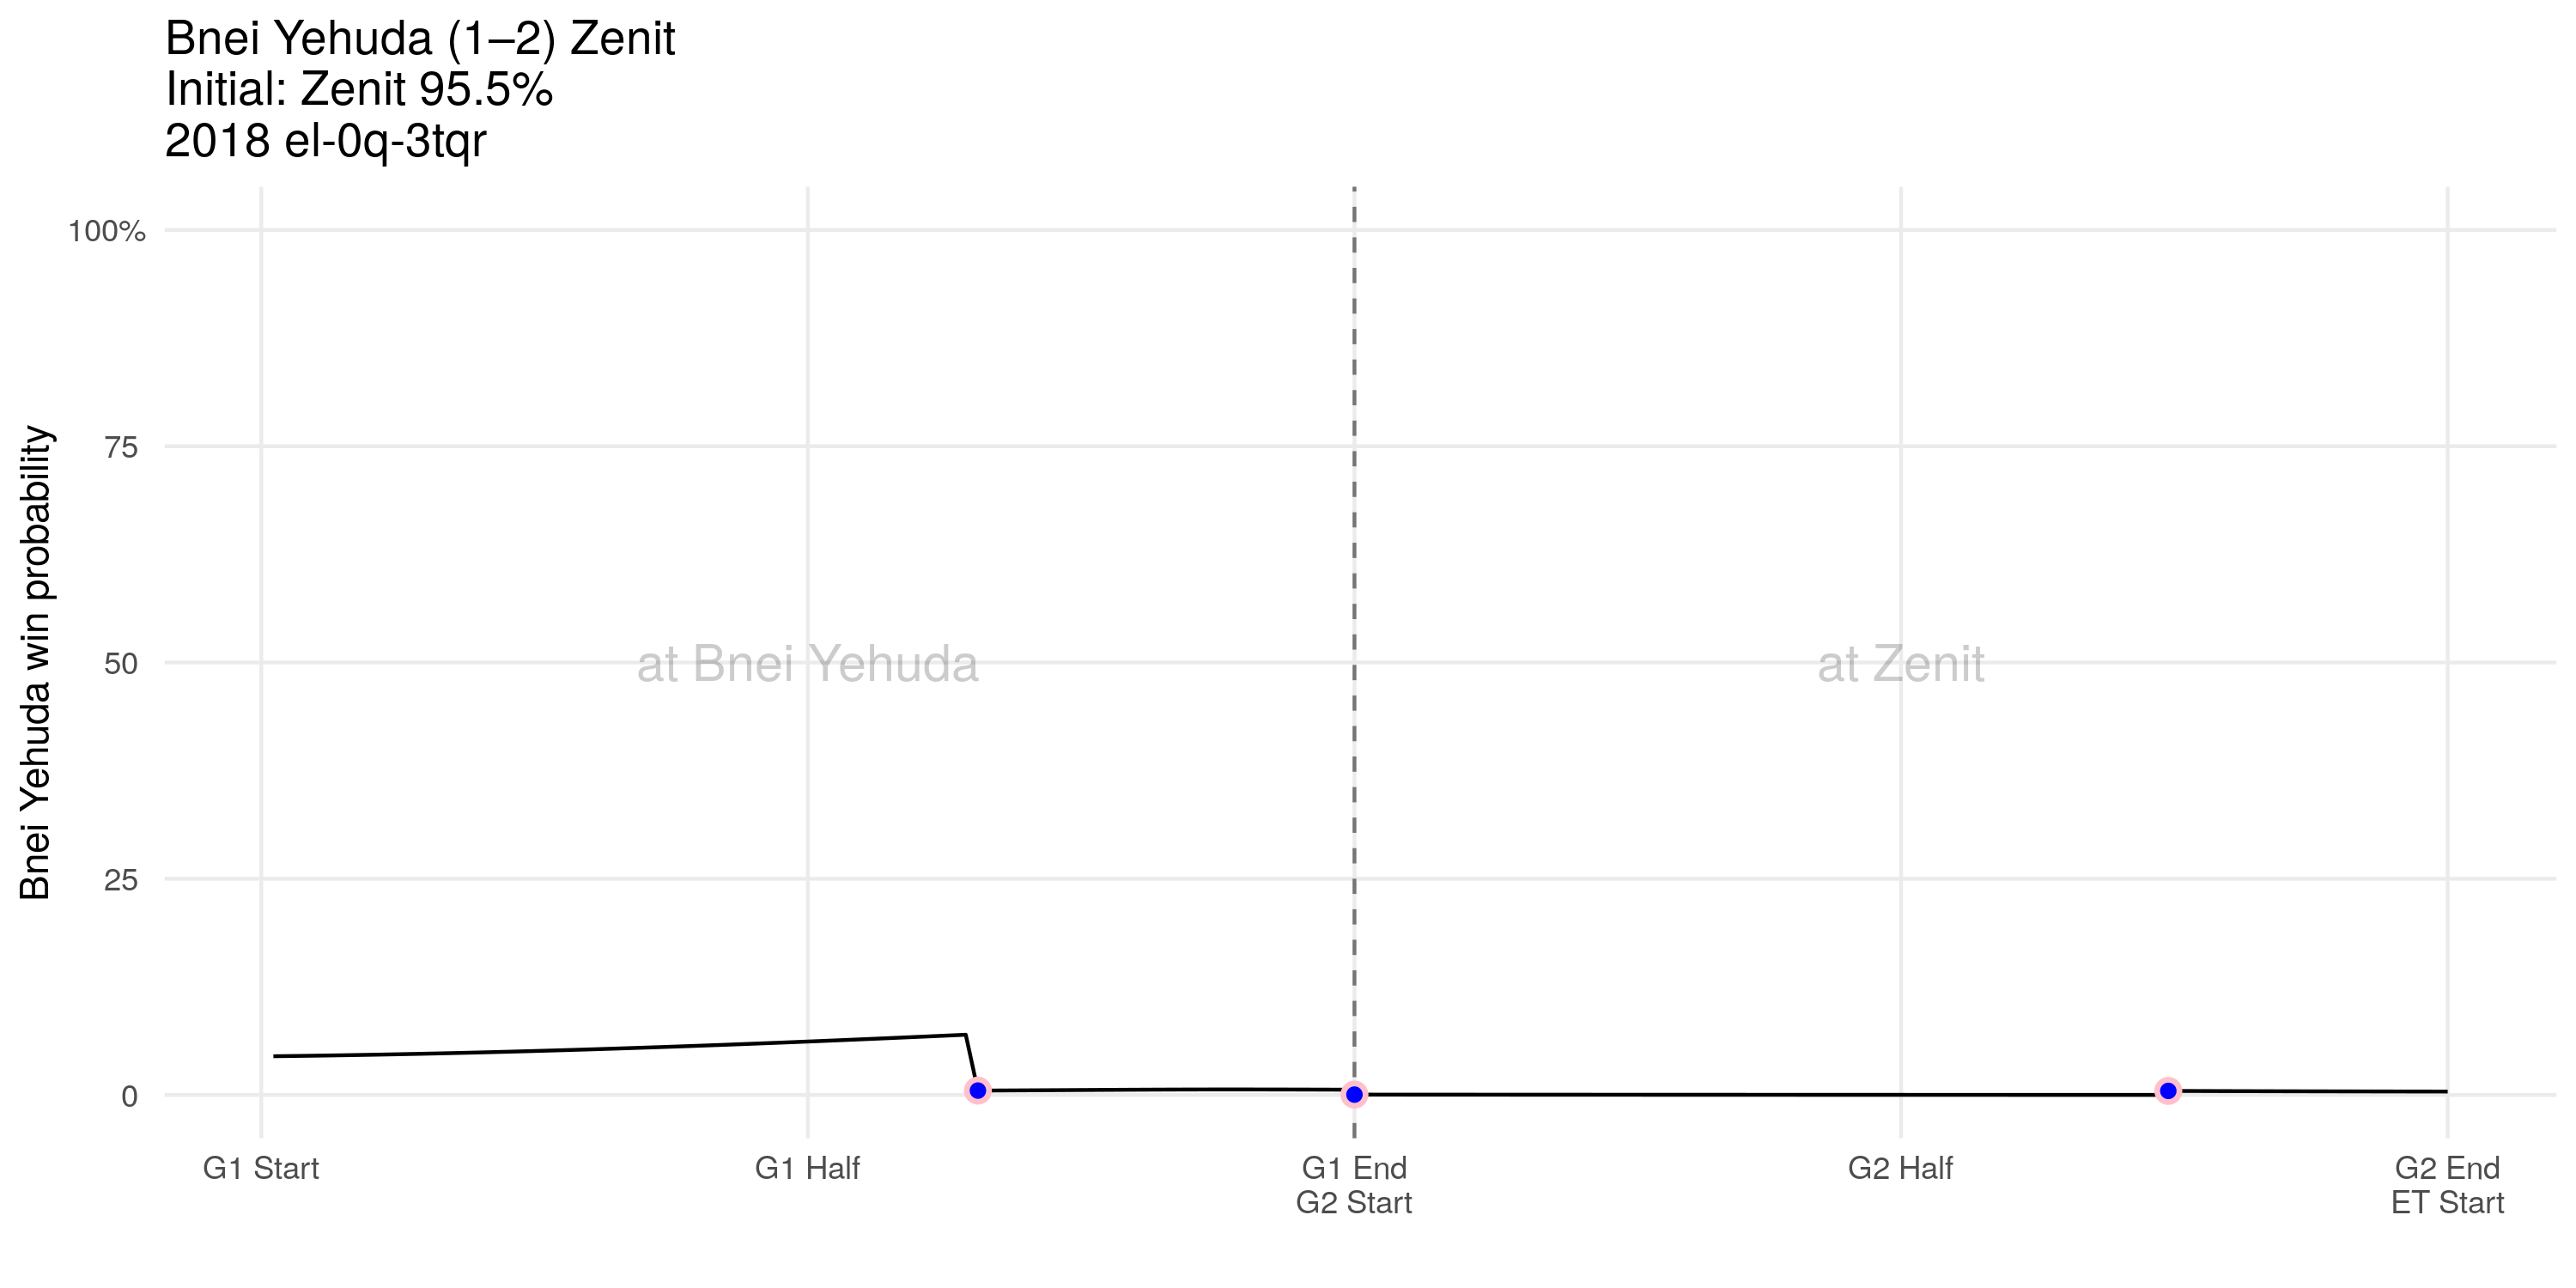 Bnei Yehuda (1–2) Zenit
Initial: Zenit 95.5%
2018 el-0q-3tqr
Bnei Yehuda win probability
100%
75
50
25
0
at Bnei Yehuda
at Zenit
G1 Start
G1 Half
G1 End
G2 Start
G2 Half
G2 End
ET Start